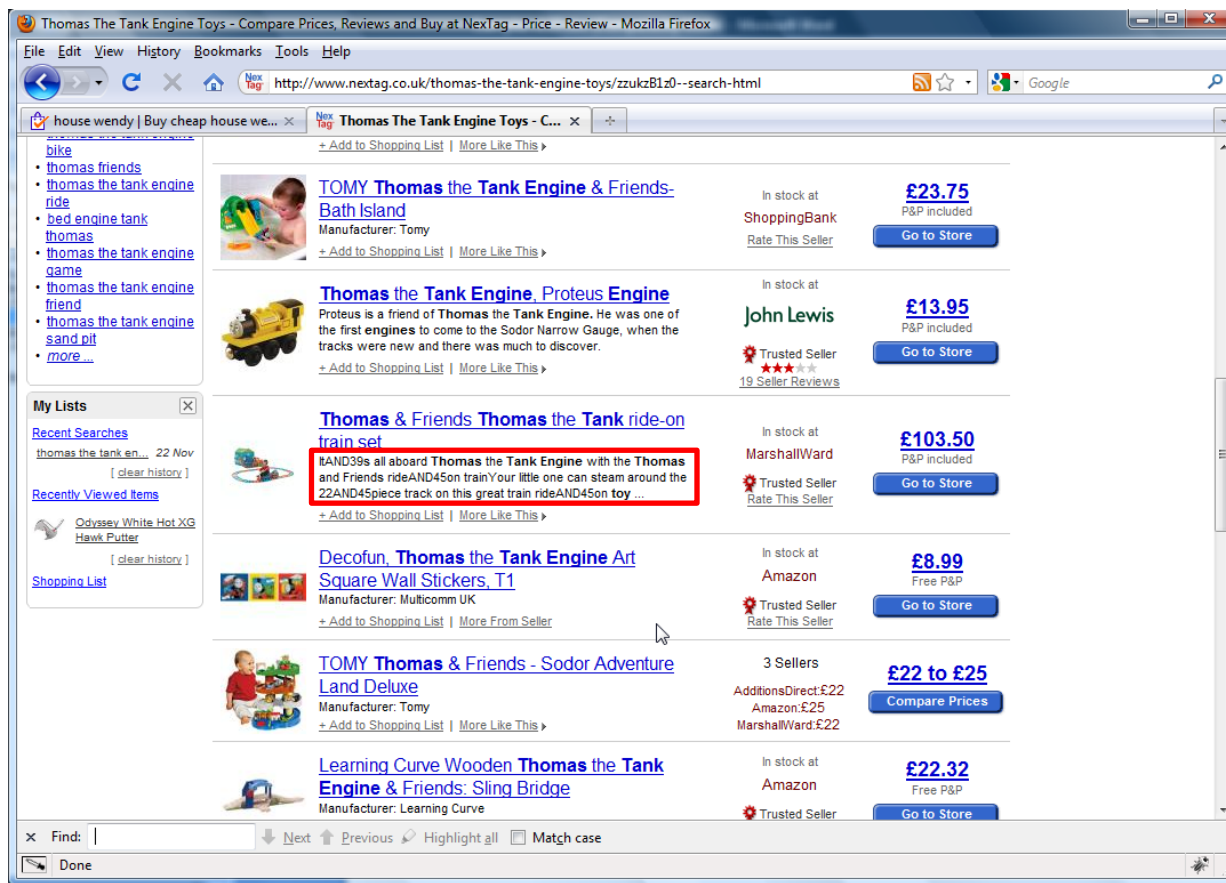 Thomas The Tank Engine Toys - Compare Prices, Reviews and Buy at NexTag - Price - Review - Mozilla Firefox
File Edit View History Bookmarks Tools Help
Nex Tag http://www.nextag.co.uk/thomas-the-tank-engine-toys/zzukzB1z0--search-html Google
house wendy | Buy cheap house we... Nex Tag Thomas The Tank Engine Toys - C...
thomas the tank engine
bike
• thomas friends
• thomas the tank engine
ride
• bed engine tank
thomas
• thomas the tank engine
game
• thomas the tank engine
friend
• thomas the tank engine
sand pit
• more ...
My Lists
Recent Searches
thomas the tank en... 22 Nov
[ clear history ]
Recently Viewed Items
Odyssey White Hot XG
Hawk Putter
[ clear history ]
Shopping List
+ Add to Shopping List | More Like This
TOMY Thomas the Tank Engine & Friends-
Bath Island
Manufacturer: Tomy
+ Add to Shopping List | More Like This
In stock at
ShoppingBank
Rate This Seller
£23.75
P&P included
Go to Store
Thomas the Tank Engine, Proteus Engine
Proteus is a friend of Thomas the Tank Engine. He was one of
the first engines to come to the Sodor Narrow Gauge, when the
tracks were new and there was much to discover.
+ Add to Shopping List | More Like This
In stock at
John Lewis
Trusted Seller
19 Seller Reviews
£13.95
P&P included
Go to Store
Thomas & Friends Thomas the Tank ride-on
train set
ItAND39s all aboard Thomas the Tank Engine with the Thomas
and Friends rideAND45on trainYour little one can steam around the
22AND45piece track on this great train rideAND45on toy ...
+ Add to Shopping List | More Like This
In stock at
MarshallWard
Trusted Seller
Rate This Seller
£103.50
P&P included
Go to Store
Decofun, Thomas the Tank Engine Art
Square Wall Stickers, T1
Manufacturer: Multicomm UK
+ Add to Shopping List | More From Seller
In stock at
Amazon
Trusted Seller
Rate This Seller
£8.99
Free P&P
Go to Store
TOMY Thomas & Friends - Sodor Adventure
Land Deluxe
Manufacturer: Tomy
+ Add to Shopping List | More Like This
3 Sellers
AdditionsDirect:£22
Amazon:£25
MarshallWard:£22
£22 to £25
Compare Prices
Learning Curve Wooden Thomas the Tank
Engine & Friends: Sling Bridge
Manufacturer: Learning Curve
In stock at
Amazon
Trusted Seller
£22.32
Free P&P
Go to Store
Find: Next Previous Highlight all Match case
Done